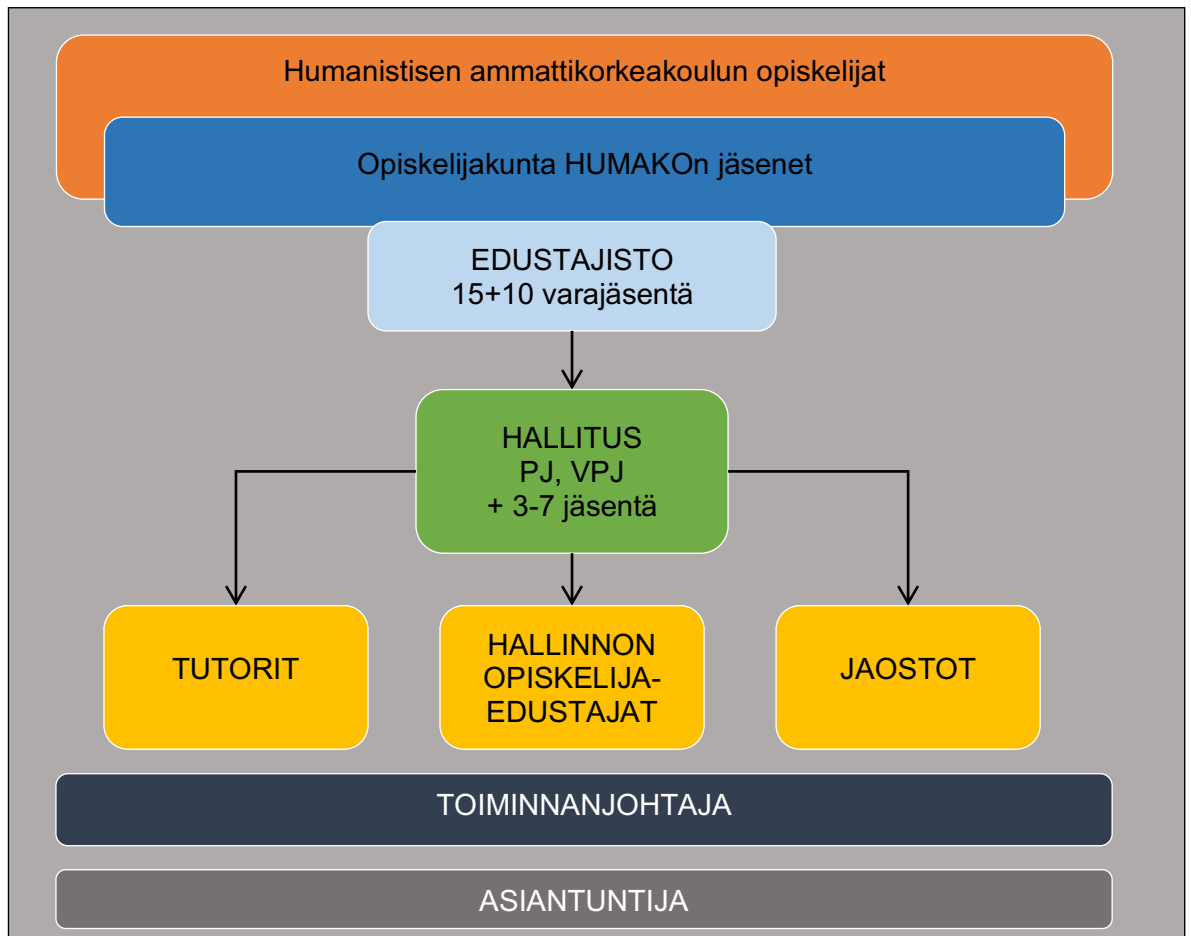 Humanistisen ammattikorkeakoulun opiskelijat
Opiskelijakunta HUMAKOn jäsenet
EDUSTAJISTO
15+10 varajäsentä
HALLITUS
PJ, VPJ
+ 3-7 jäsentä
TUTORIT
HALLINNON
OPISKELIJA-
EDUSTAJAT
JAOSTOT
TOIMINNANJOHTAJA
ASIANTUNTIJA